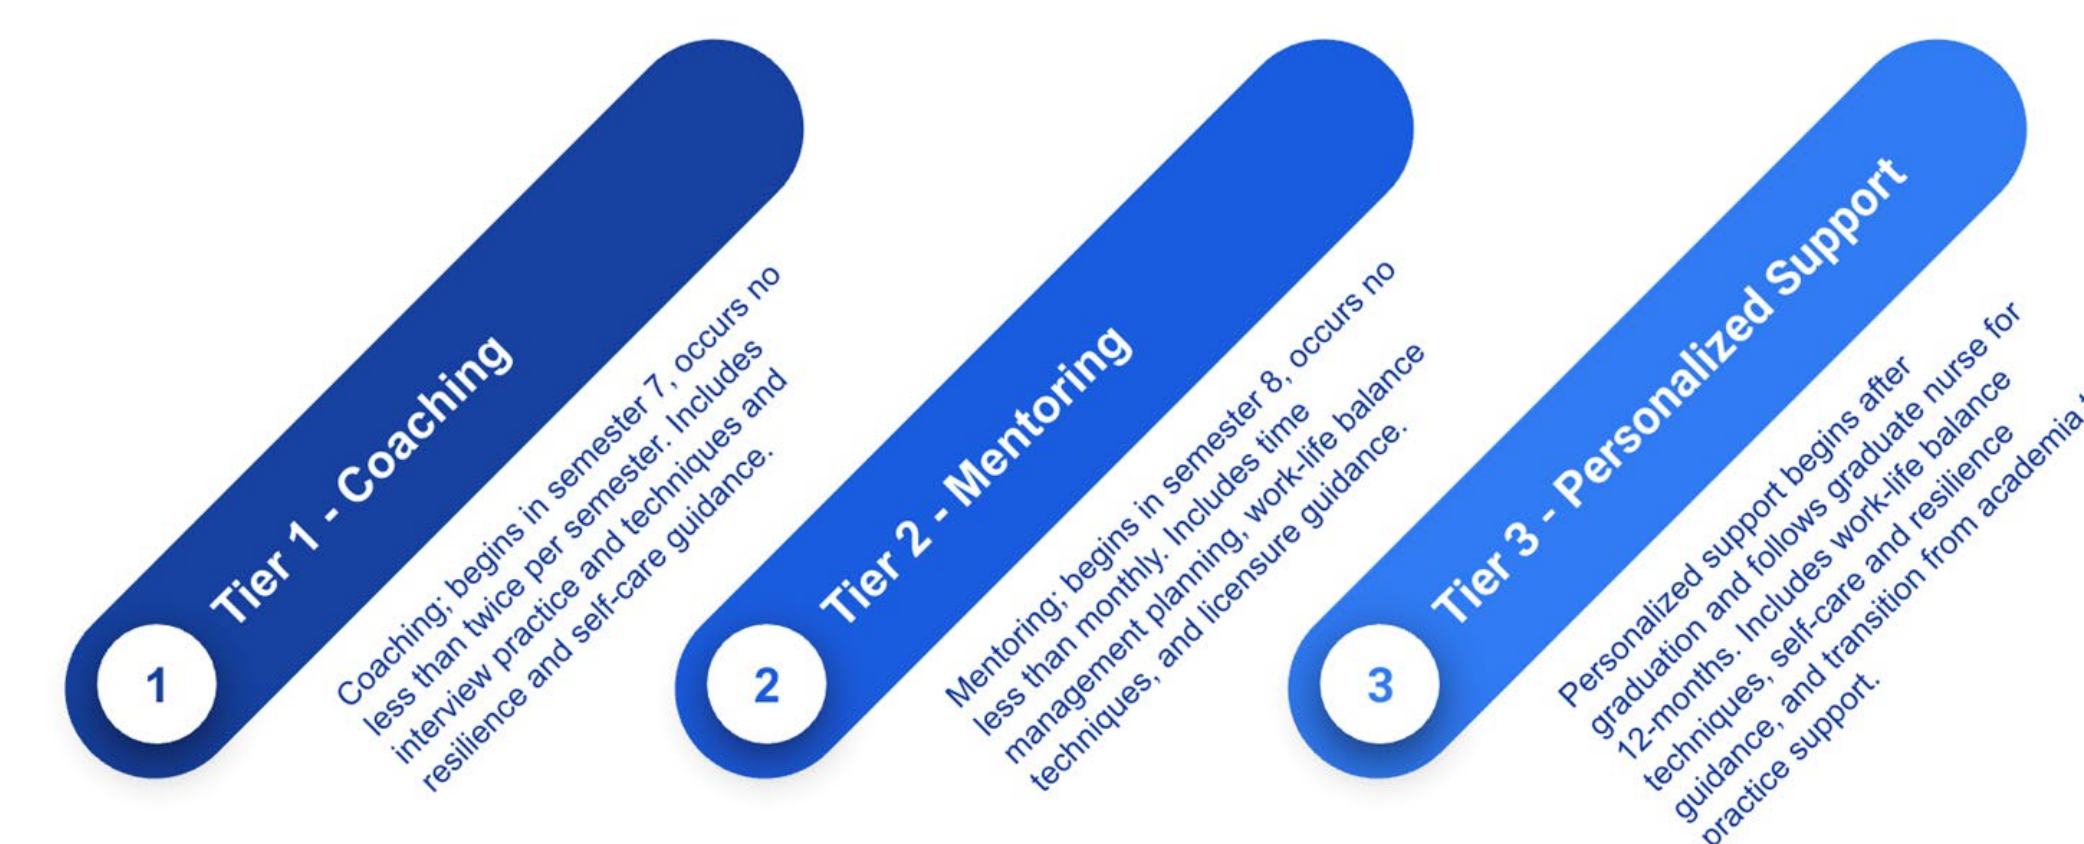 1
Tier 1 - Coaching
Coaching; begins in semester 7, occurs no
less than twice per semester. Includes
interview practice and techniques and
resilience and self-care guidance.
2
Tier 2 - Mentoring
Mentoring; begins in semester 8, occurs no
less than monthly. Includes time
management planning, work-life balance
techniques, and licensure guidance.
3
Tier 3 - Personalized Support
Personalized support begins after
graduation and follows graduate nurse for
12-months. Includes work-life balance
techniques, self-care and resilience
guidance, and transition from academia
practice support.